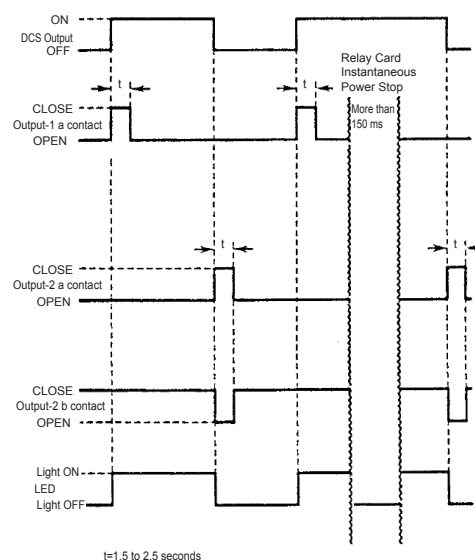 ON
DCS Output
OFF
Relay Card
Instantaneous
Power Stop
t
t
CLOSE
More than
Output-1 a contact
150 ms
OPEN
t
t
CLOSE
Output-2 a contact
OPEN
CLOSE
Output-2 b contact
OPEN
Light ON
LED
Light OFF
t=1.5 to 2.5 seconds